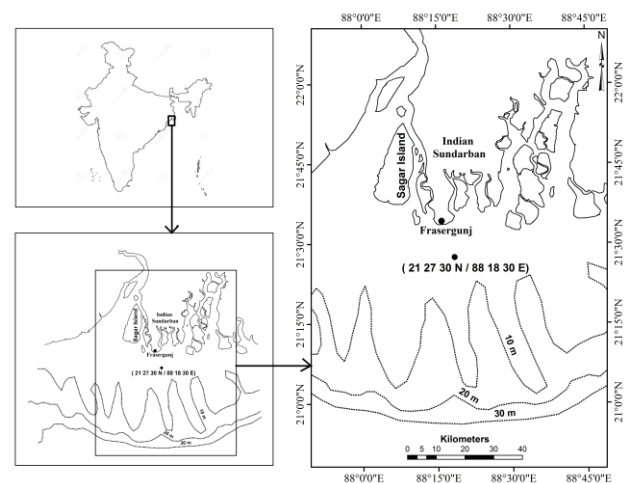 88°0'0"E 88°15'0"E 88°30'0"E 88°45'0"E
N
22°0'0"N 22°0'0"N
Indian
Sundarban
Sagar Island
21°45'0"N 21°45'0"N
Frasergunj
21°30'0"N 21°30'0"N
( 21 27 30 N / 88 18 30 E)
21°15'0"N 21°15'0"N
10 m
20 m
30 m
21°0'0"N 21°0'0"N
Kilometers
0 5 10 20 30 40
88°0'0"E 88°15'0"E 88°30'0"E 88°45'0"E
Indian
Sundarban
Sagar Island
Frasergunj
( 21 27 30 N / 88 18 30 E)
10 m
20 m
30 m